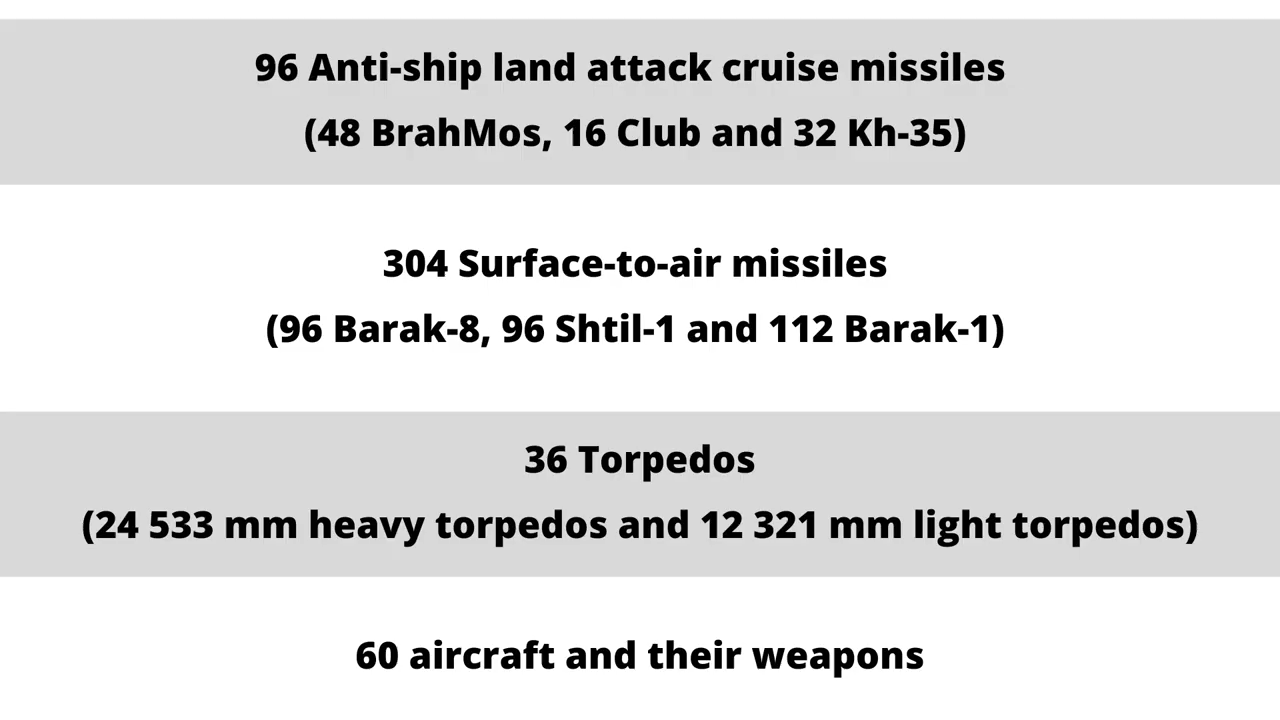 96 Anti-ship land attack cruise missiles
(48 BrahMos, 16 Club and 32 Kh-35)
304 Surface-to-air missiles
(96 Barak-8, 96 Shtil-1 and 112 Barak-1)
36 Torpedos
(24 533 mm heavy torpedos and 12 321 mm light torpedos)
60 aircraft and their weapons